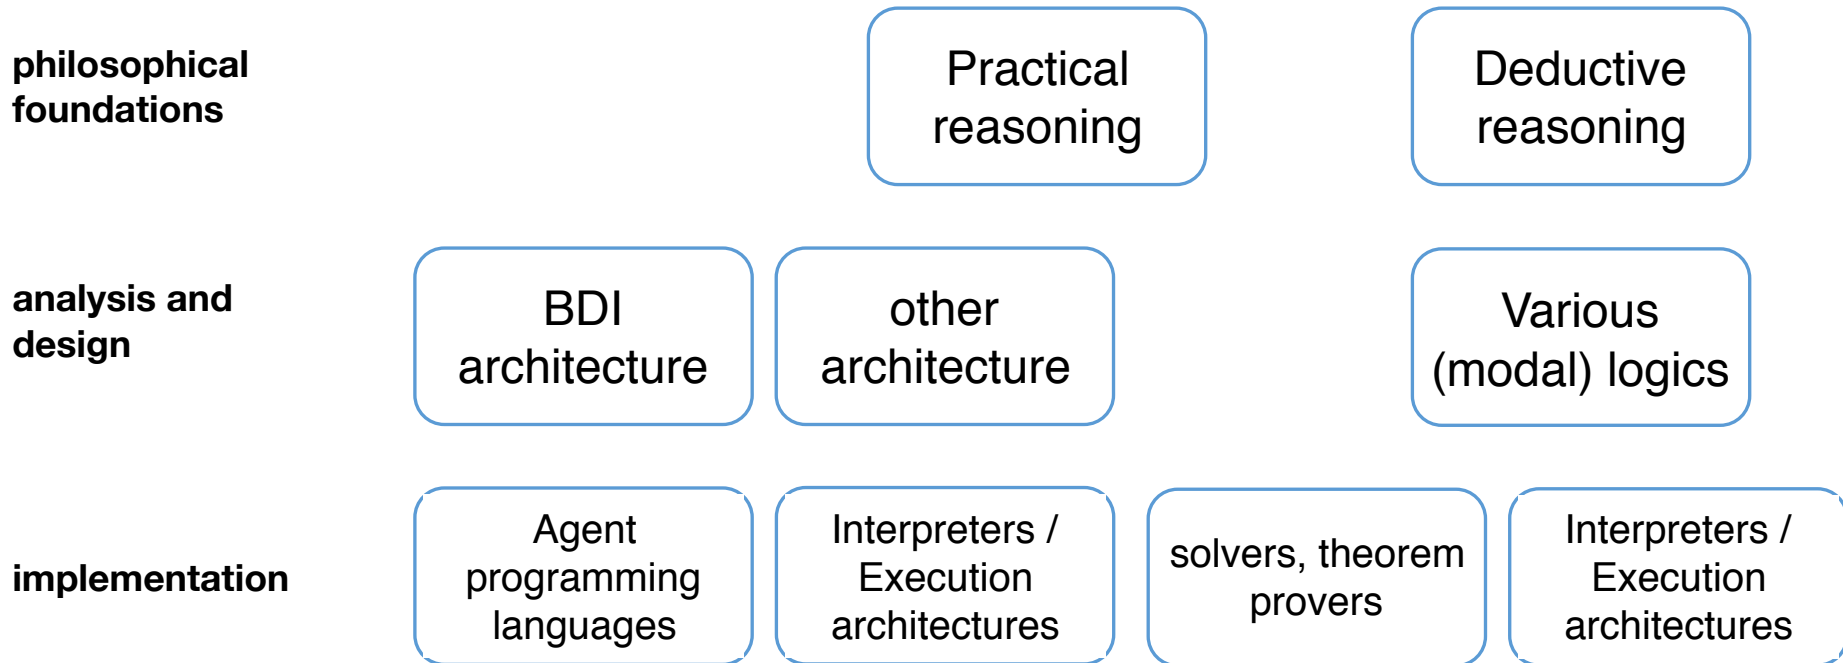 philosophical
foundations
Practical
reasoning
Deductive
reasoning
analysis and
design
BDI
architecture
other
architecture
Various
(modal) logics
implementation
Agent
programming
languages
Interpreters /
Execution
architectures
solvers, theorem
provers
Interpreters /
Execution
architectures